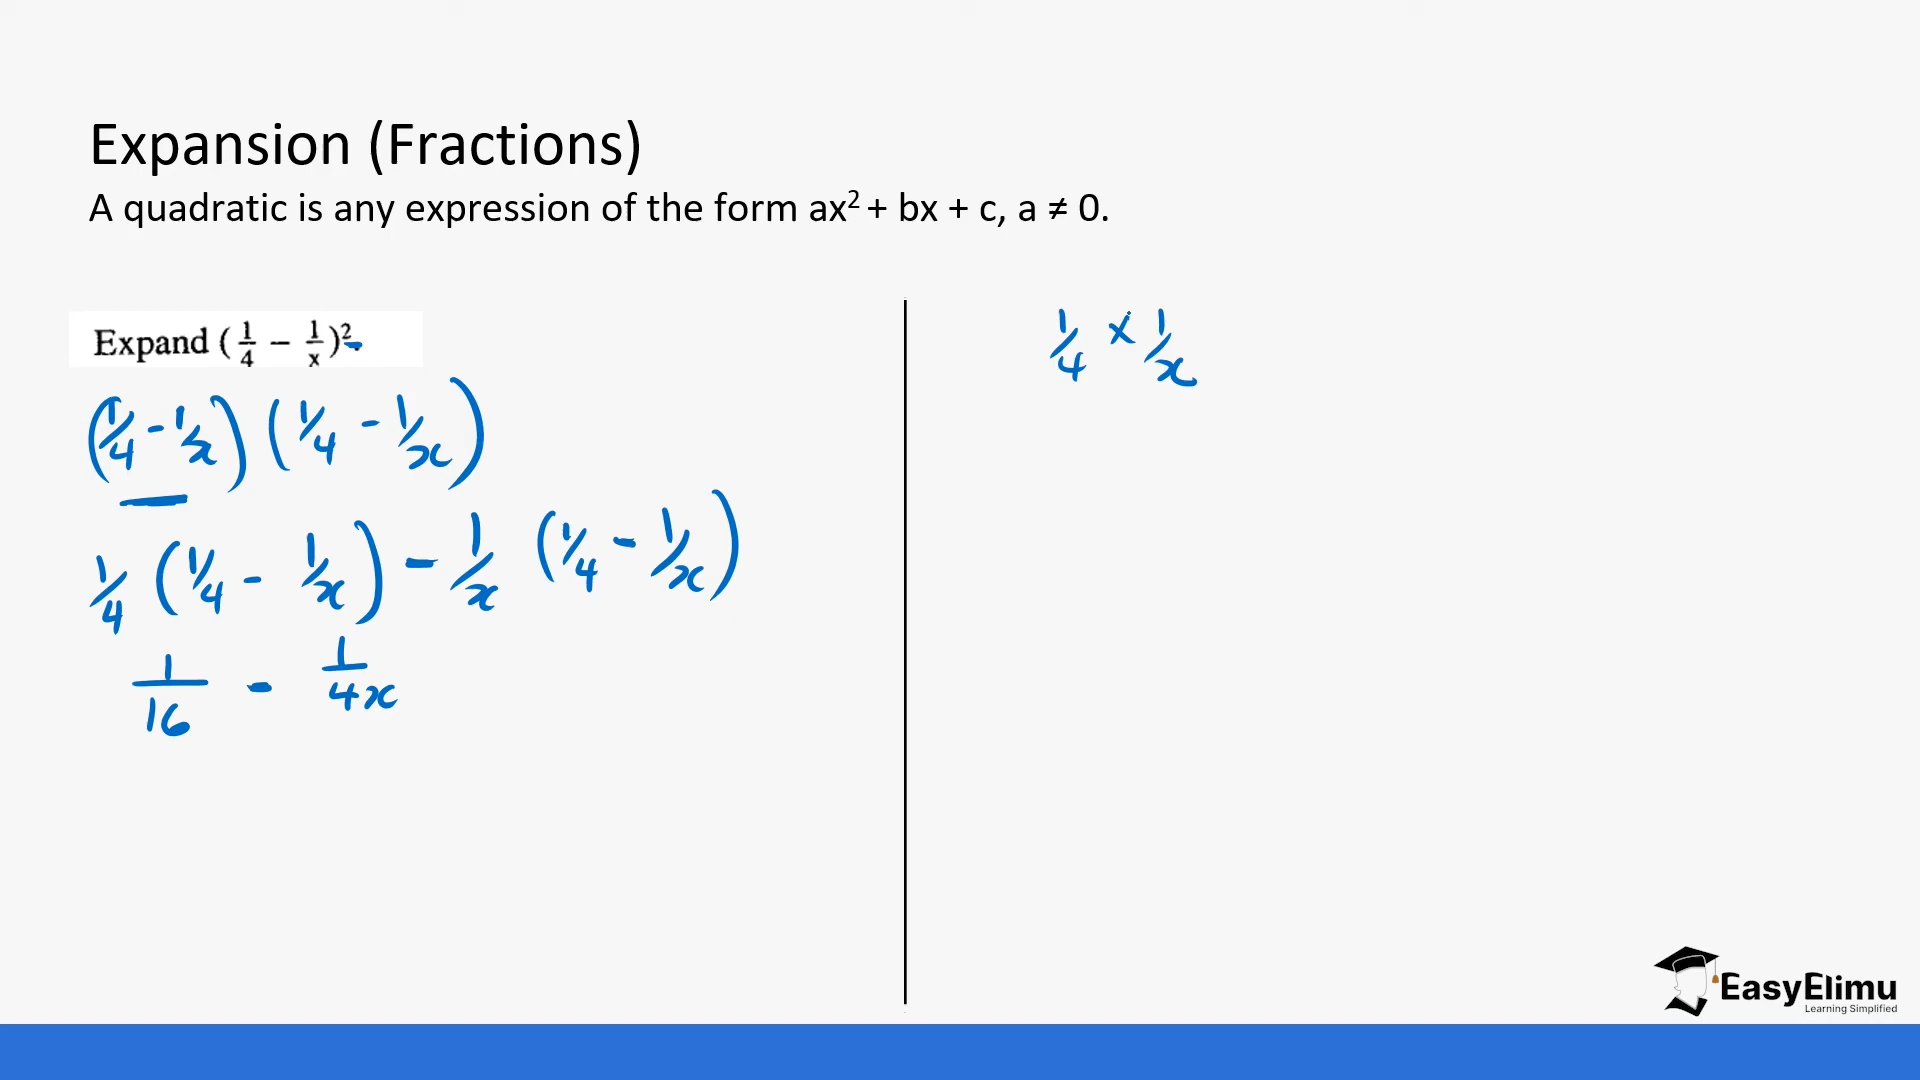 Expansion (Fractions)
A quadratic is any expression of the form ax² + bx + c, a ≠ 0.
Expand (1/4 − 1/x)².
(1/4 - 1/x) (1/4 - 1/x)
1/4 (1/4 - 1/x) - 1/x (1/4 - 1/x)
1/16 - 1/4x
1/4 × 1/x
EasyElimu
Learning Simplified